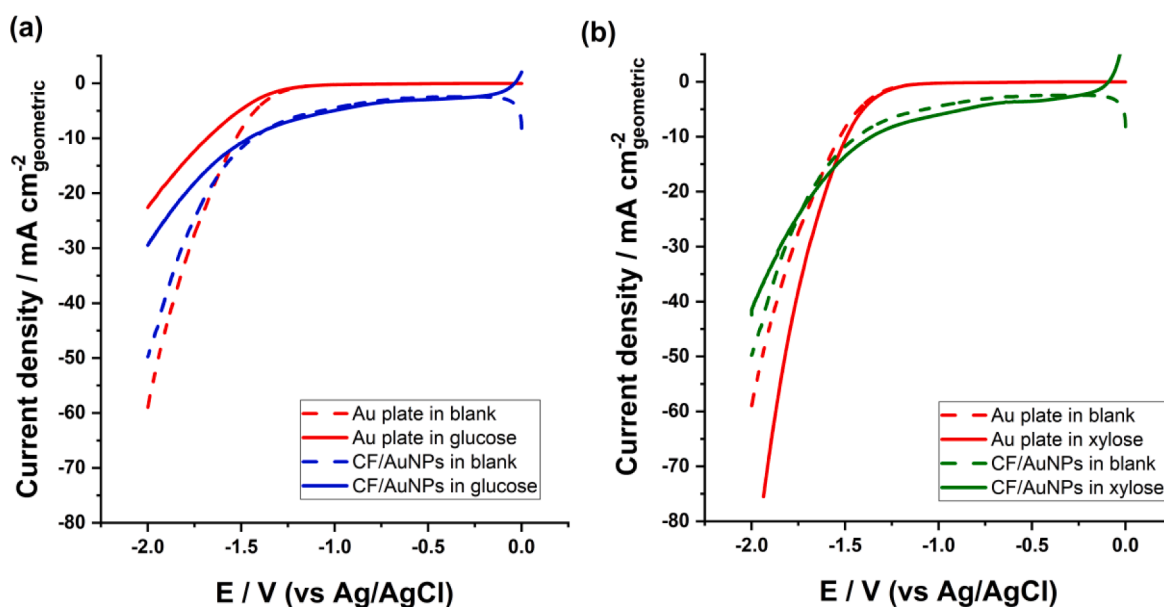 (a)
Current density / mA cm-2geometric
0
-10
-20
-30
-40
-50
-60
-70
-80
-2.0
-1.5
-1.0
-0.5
0.0
E / V (vs Ag/AgCl)
Au plate in blank
Au plate in glucose
CF/AuNPs in blank
CF/AuNPs in glucose
(b)
Current density / mA cm-2geometric
0
-10
-20
-30
-40
-50
-60
-70
-80
-2.0
-1.5
-1.0
-0.5
0.0
E / V (vs Ag/AgCl)
Au plate in blank
Au plate in xylose
CF/AuNPs in blank
CF/AuNPs in xylose